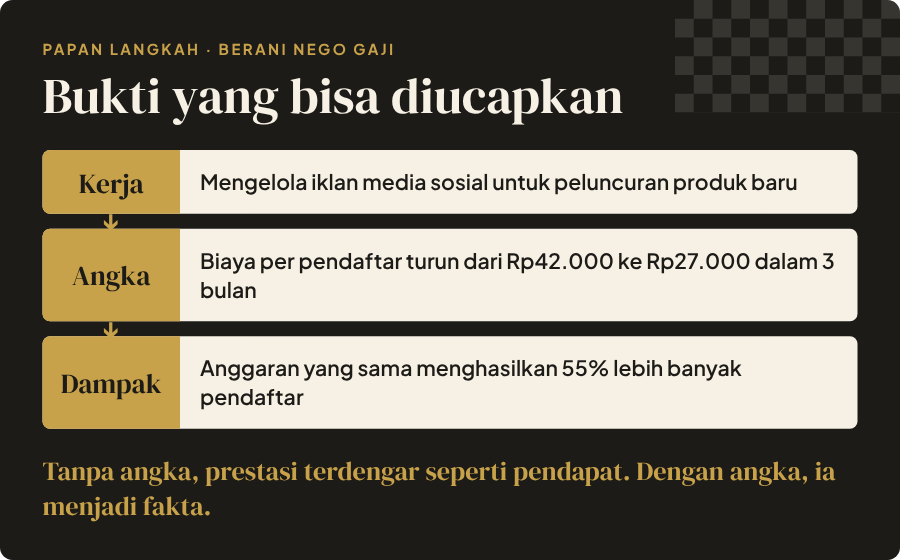 PAPAN LANGKAH · BERANI NEGO GAJI
Bukti yang bisa diucapkan
Kerja
Mengelola iklan media sosial untuk peluncuran produk baru
Angka
Biaya per pendaftar turun dari Rp42.000 ke Rp27.000 dalam 3
bulan
Dampak
Anggaran yang sama menghasilkan 55% lebih banyak
pendaftar
Tanpa angka, prestasi terdengar seperti pendapat. Dengan angka, ia
menjadi fakta.